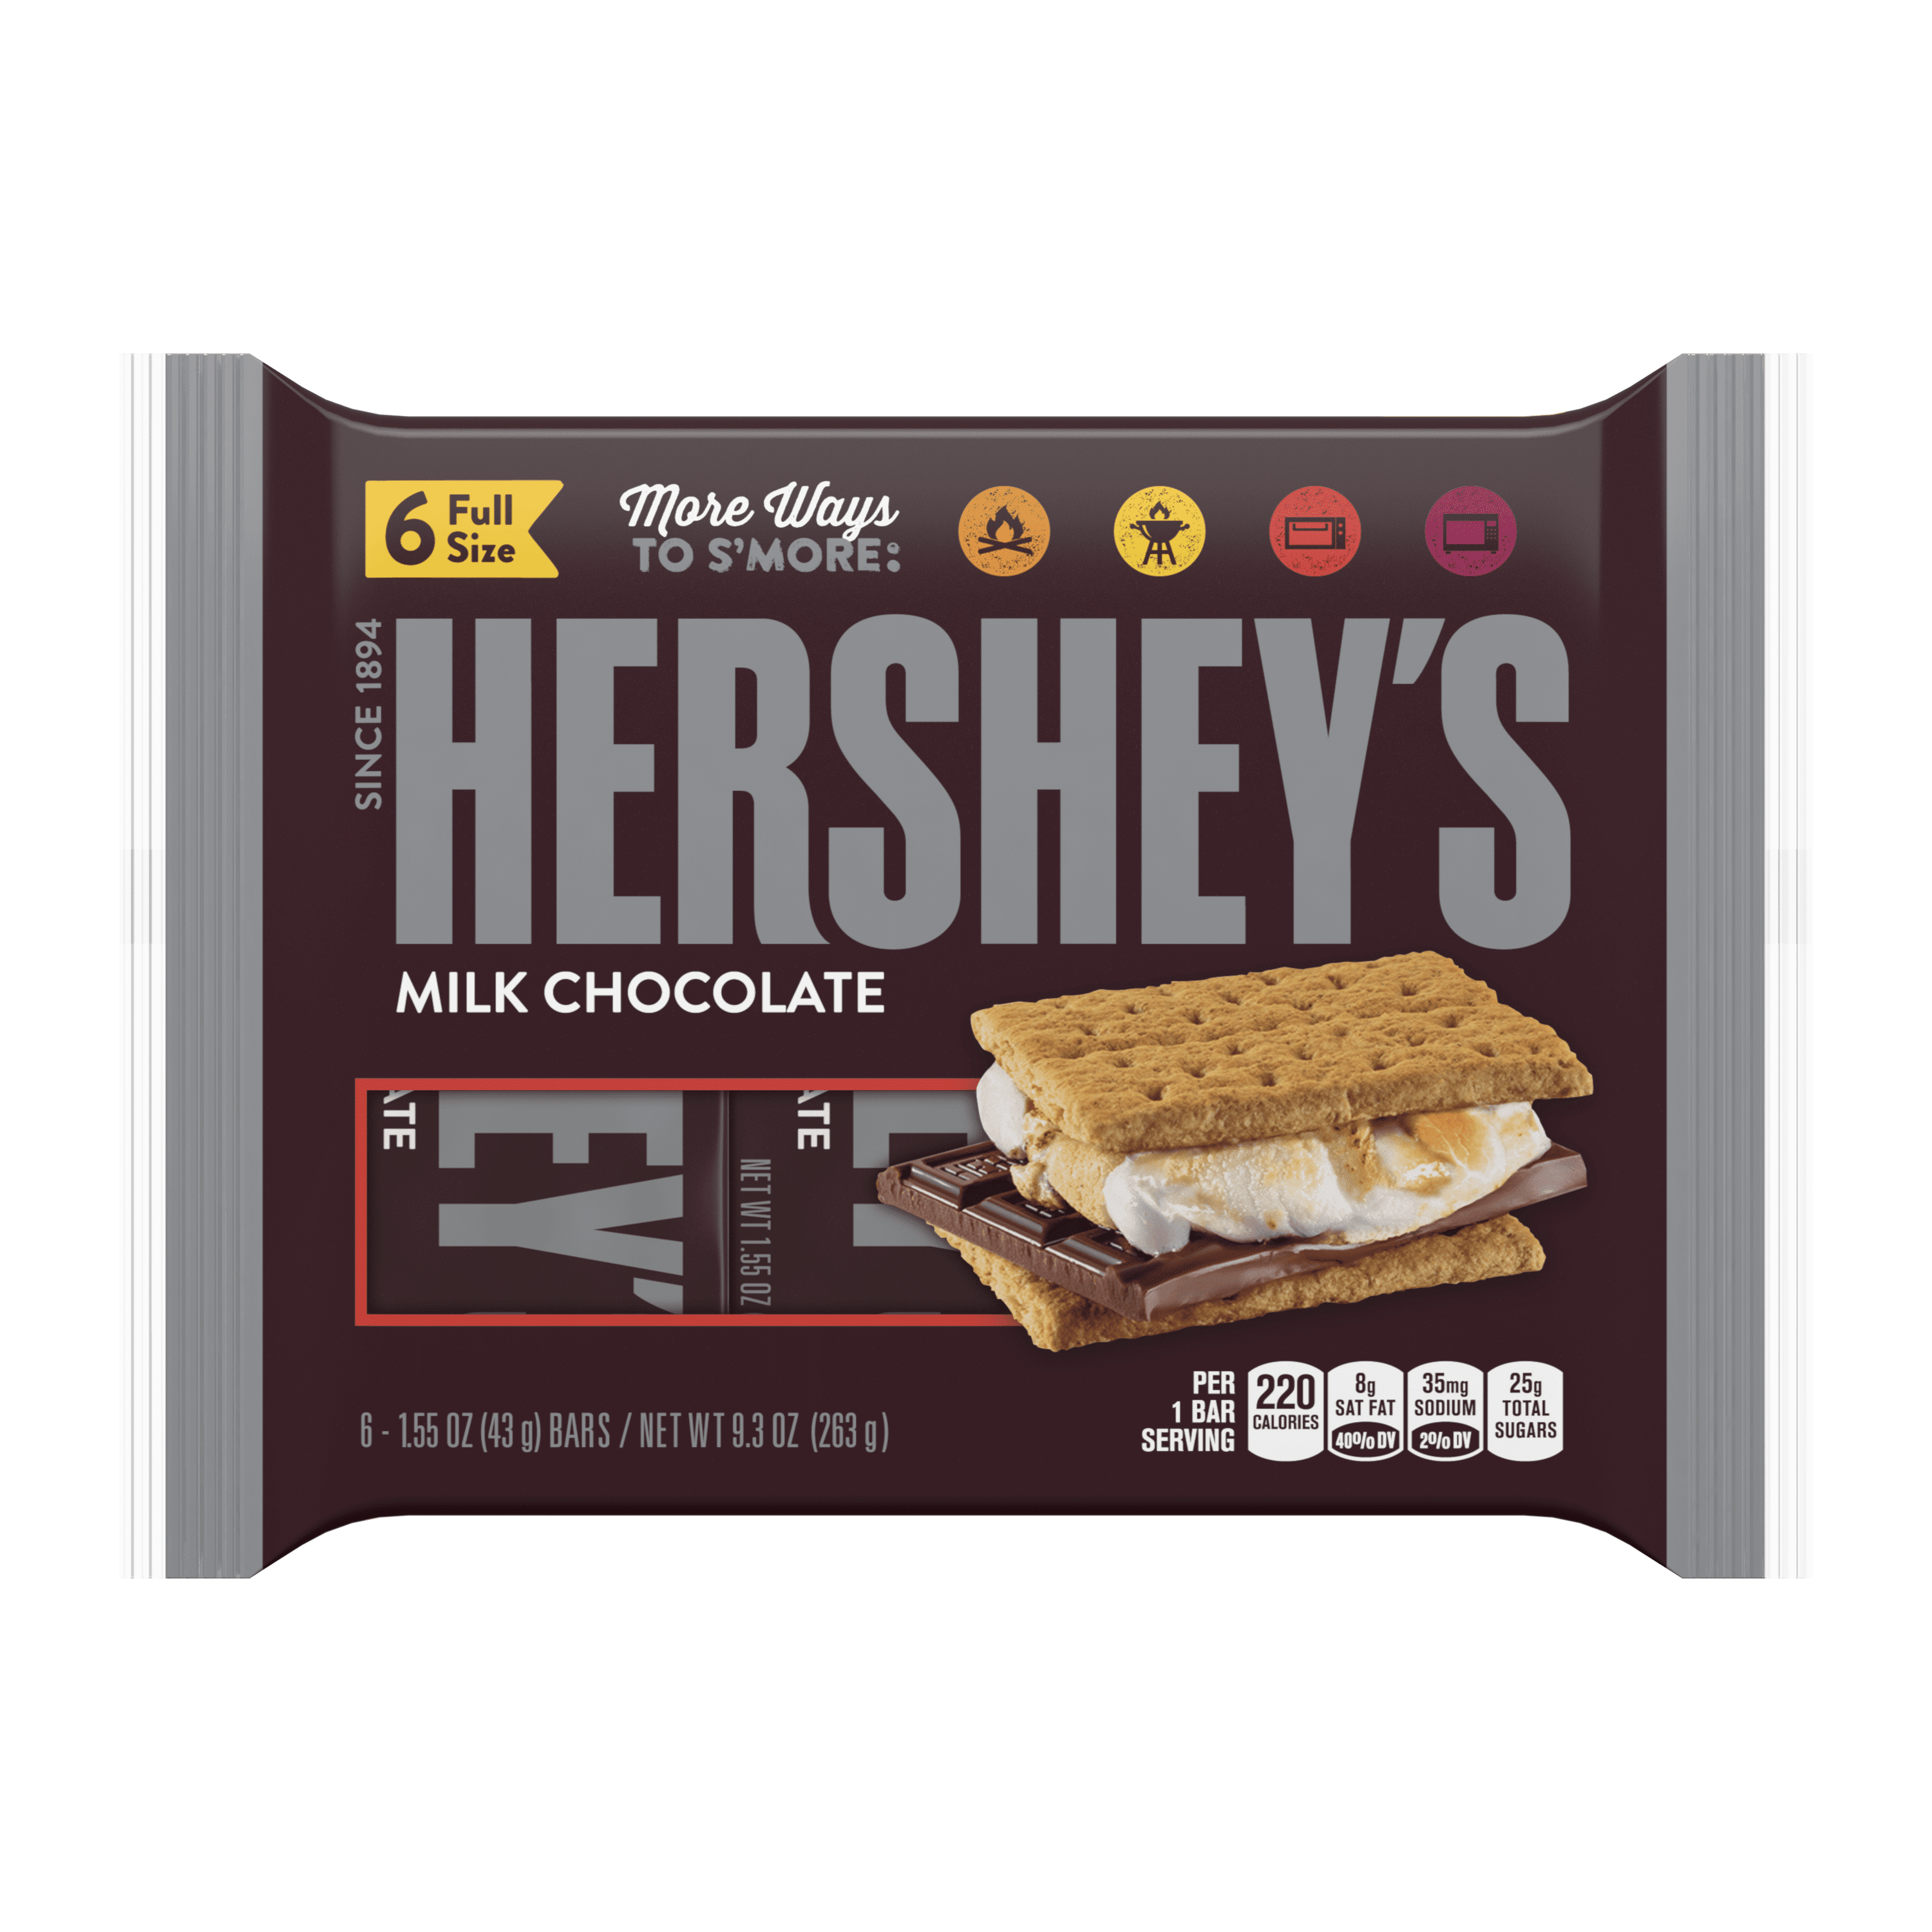 6 Full
Size
More Ways
TO S'MORE:
SINCE 1894
HERSHEY'S
MILK CHOCOLATE
ATE
EY'
NET WT 1.55 OZ
ATE
PER
1 BAR
SERVING
220
CALORIES
8g
SAT FAT
40% DV
35mg
SODIUM
2% DV
25g
TOTAL
SUGARS
6 - 1.55 OZ (43 g) BARS / NET WT 9.3 OZ (263 g)